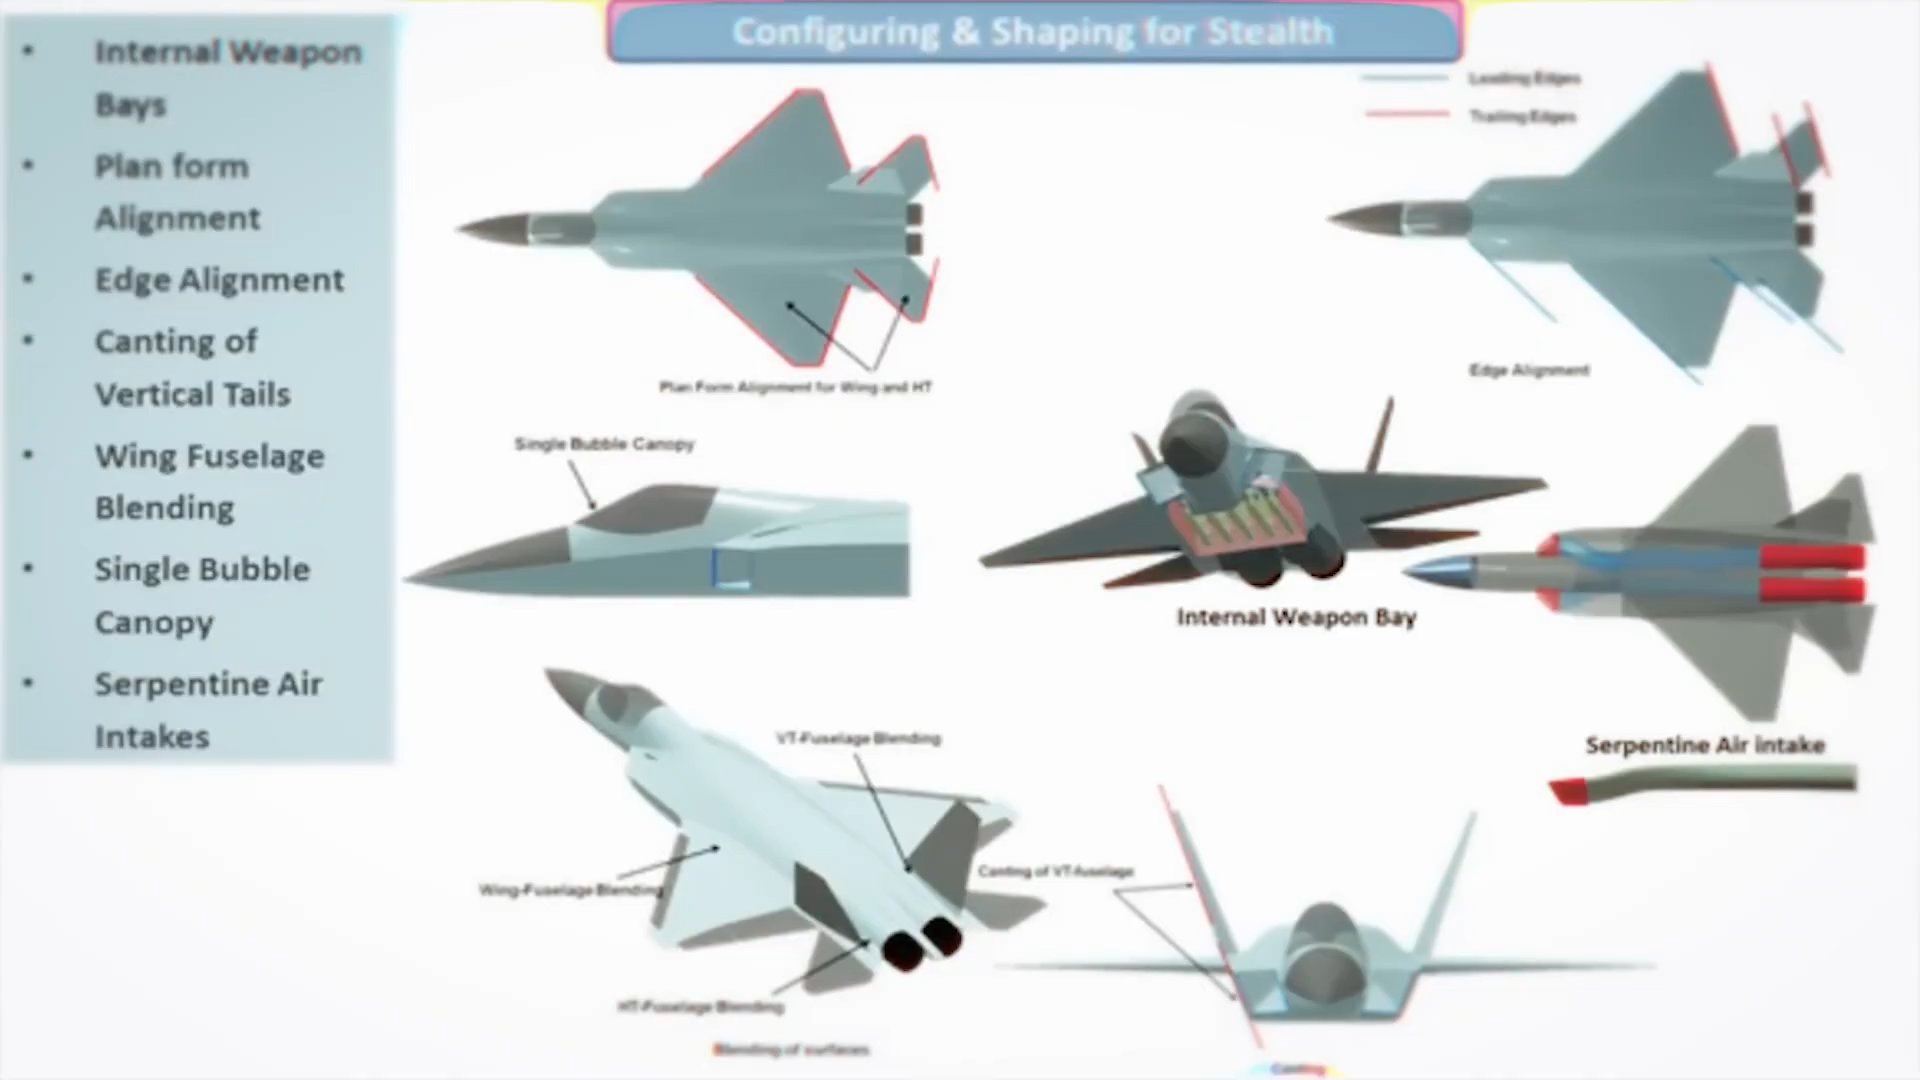 Configuring & Shaping for Stealth
• Internal Weapon
Bays
• Plan form
Alignment
• Edge Alignment
• Canting of
Vertical Tails
• Wing Fuselage
Blending
• Single Bubble
Canopy
• Serpentine Air
Intakes
Leading Edges
Trailing Edges
Plan Form Alignment for Wing and HT
Edge Alignment
Single Bubble Canopy
Internal Weapon Bay
Serpentine Air intake
VT-Fuselage Blending
Wing-Fuselage Blending
HT-Fuselage Blending
Blending of surfaces
Canting of VT-fuselage
Canting